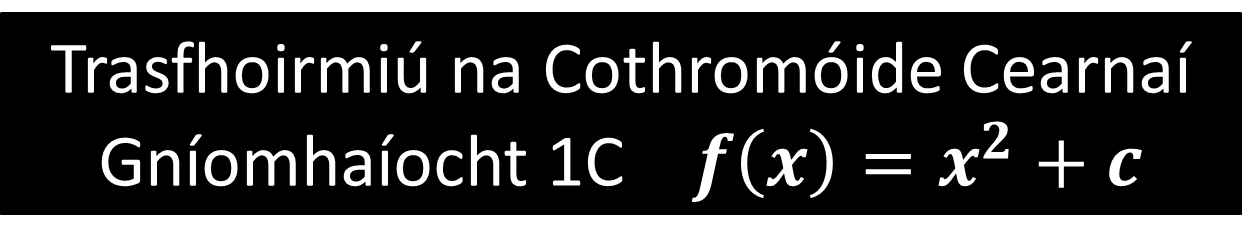 Trasfhoirmiú na Cothromóide Cearnaí
Gníomhaíocht 1C f(x) = x² + c